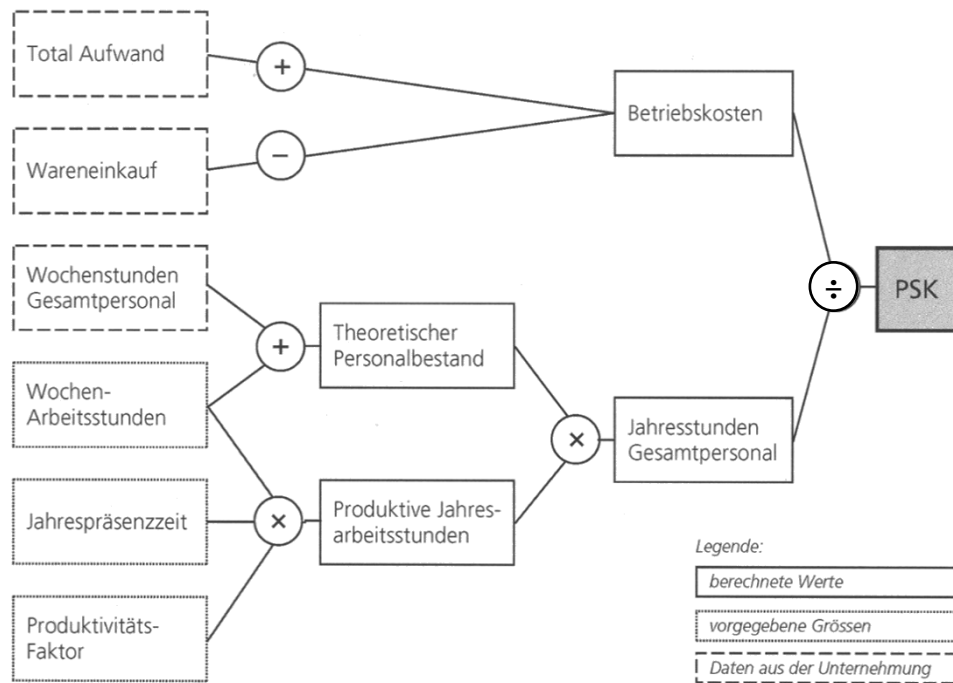 Total Aufwand
+
Betriebskosten
−
Wareneinkauf
Wochenstunden
Gesamtpersonal
÷
PSK
+
Theoretischer
Personalbestand
Wochen-
Arbeitsstunden
×
Jahresstunden
Gesamtpersonal
Jahrespräsenzzeit
×
Produktive Jahres-
arbeitsstunden
Produktivitäts-
Faktor
Legende:
berechnete Werte
vorgegebene Grössen
Daten aus der Unternehmung